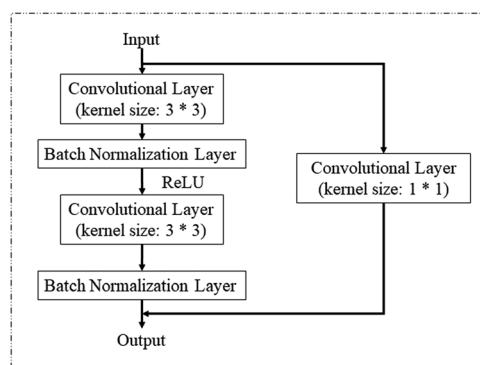 Input
Convolutional Layer
(kernel size: 3 * 3)
Batch Normalization Layer
ReLU
Convolutional Layer
(kernel size: 3 * 3)
Batch Normalization Layer
Output
Convolutional Layer
(kernel size: 1 * 1)